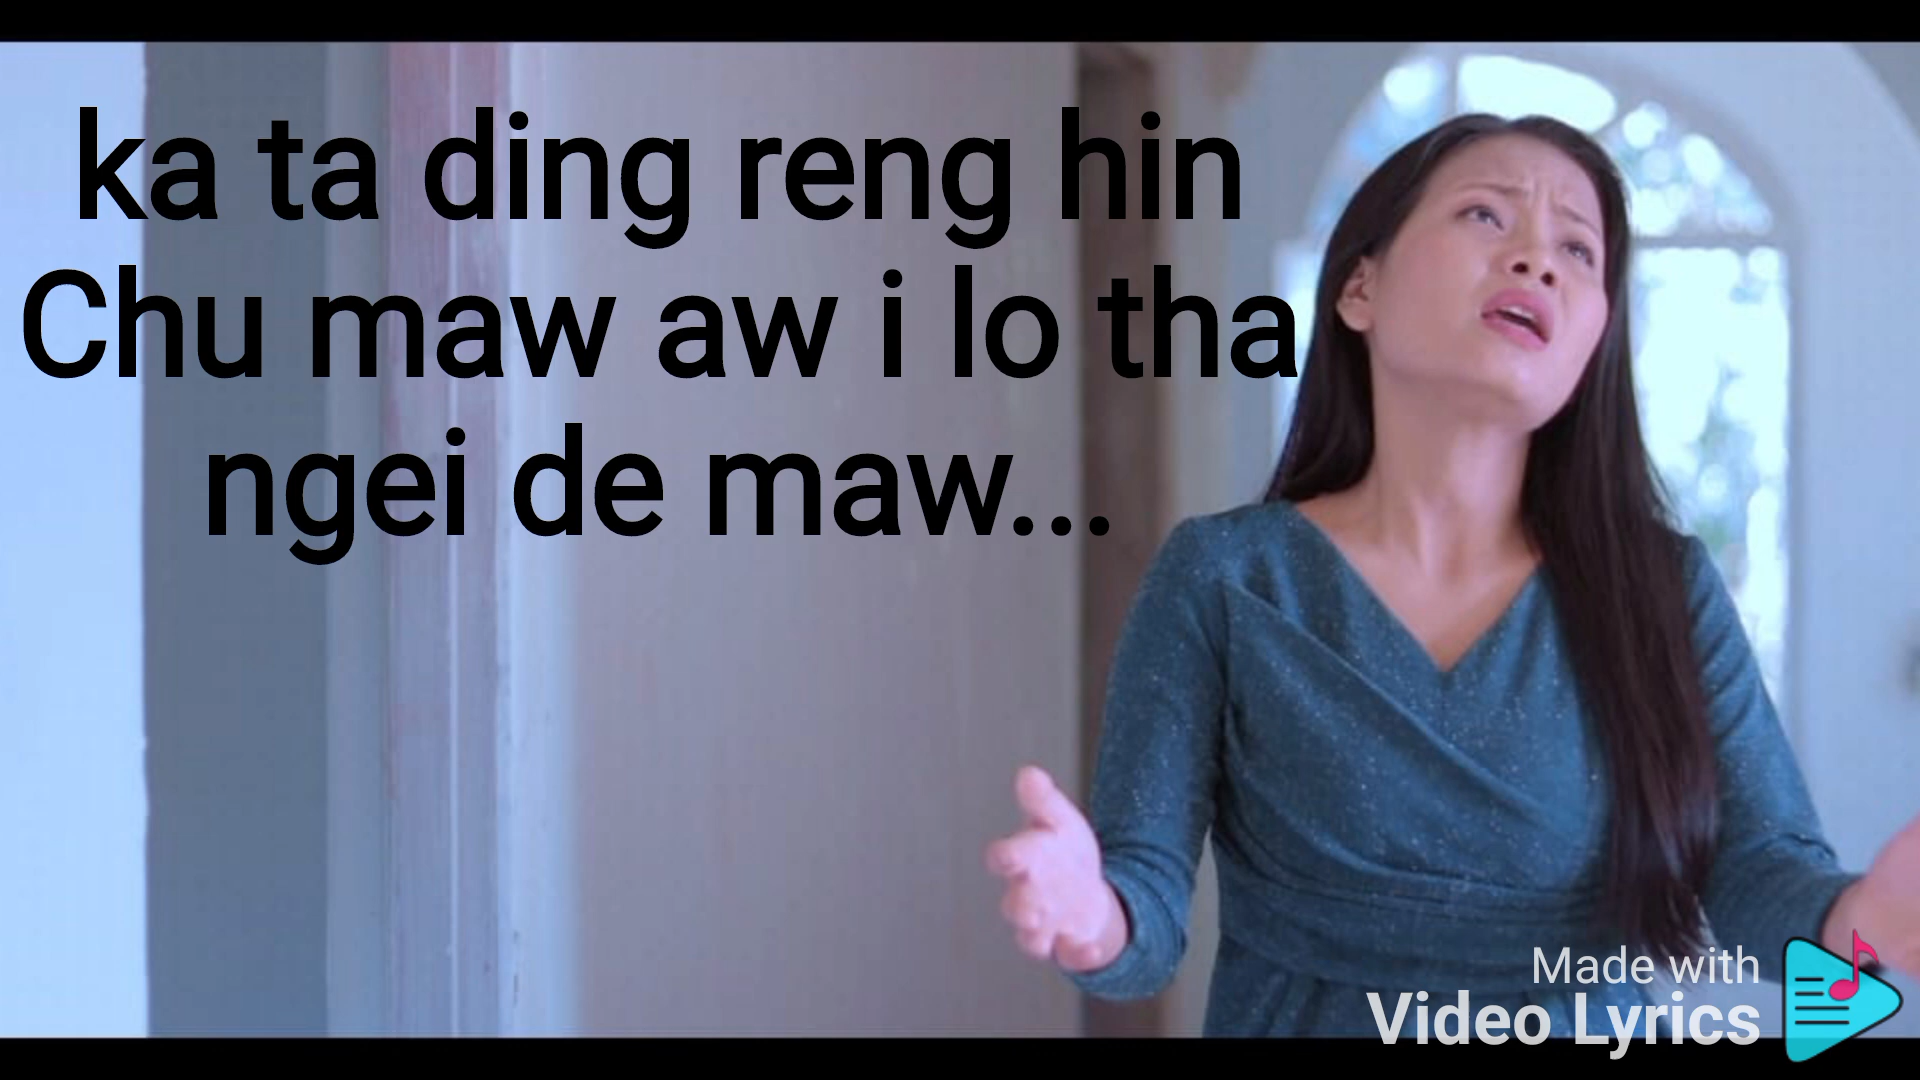 ka ta ding reng hin
Chu maw aw i lo tha
ngei de maw...
Made with
Video Lyrics